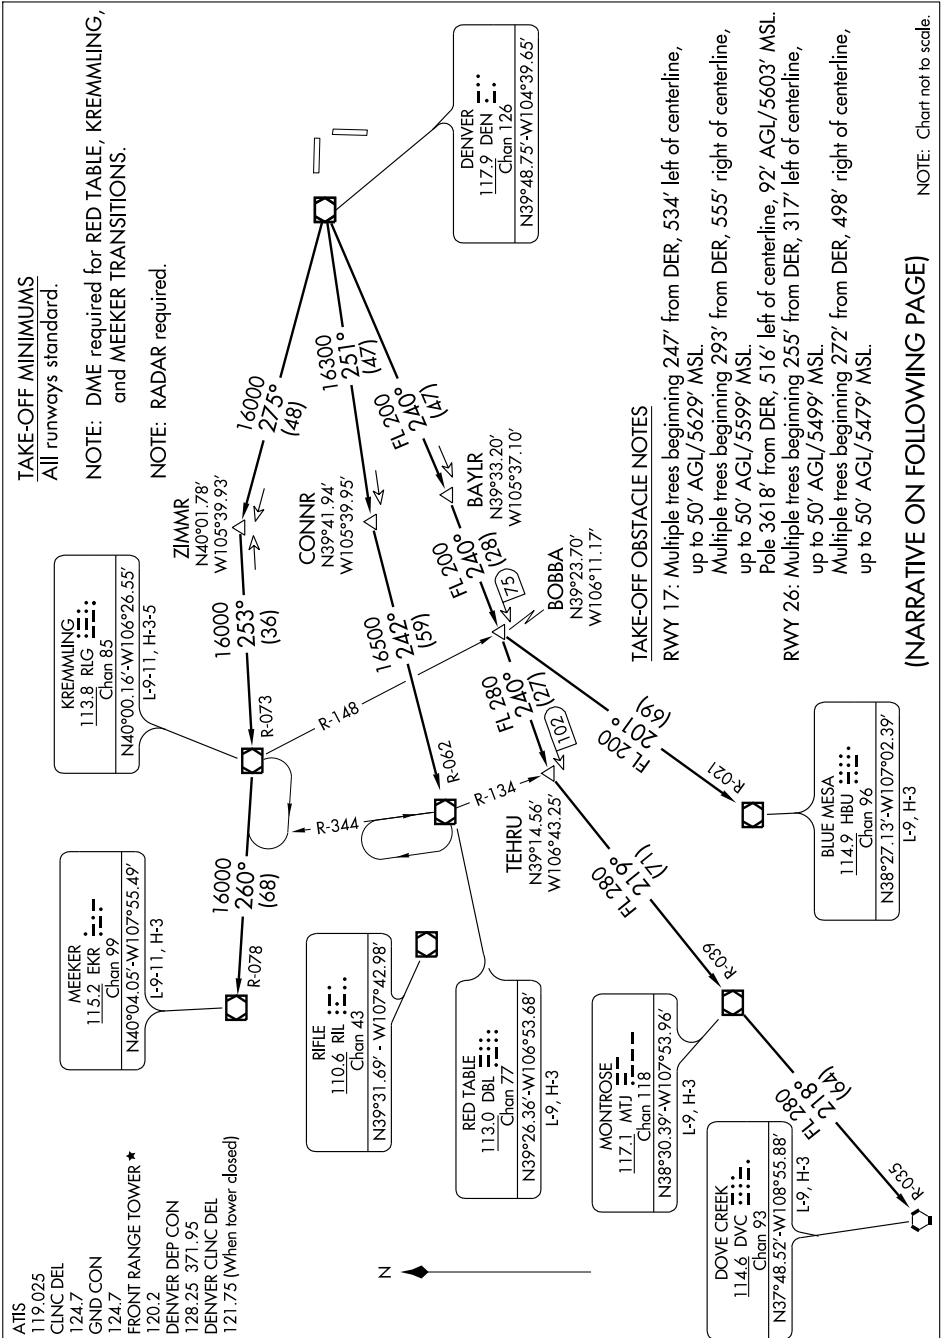 ATIS
119.025
CLNC DEL
124.7
GND CON
124.7
FRONT RANGE TOWER ★
120.2
DENVER DEP CON
128.25 371.95
DENVER CLNC DEL
121.75 (When tower closed)
TAKE-OFF MINIMUMS
All runways standard.
NOTE: DME required for RED TABLE, KREMMLING,
and MEEKER TRANSITIONS.
NOTE: RADAR required.
MEEKER
115.2 EKR
Chan 99
N40°04.05'-W107°55.49'
L-9-11, H-3
KREMMLING
113.8 RLG
Chan 85
N40°00.16'-W106°26.55'
L-9-11, H-3-5
ZIMMR
N40°01.78'
W105°39.93'
16000
275°
(48)
16000
253°
(36)
R-073
16000
260°
(68)
R-078
CONNR
N39°41.94'
W105°39.95'
16300
251°
(47)
16500
242°
(59)
R-062
R-148
R-344
R-134
FL 200
240°
(47)
BAYLR
N39°33.20'
W105°37.10'
FL 200
240°
(28)
75
BOBBA
N39°23.70'
W106°11.17'
FL 280
240°
(27)
102
TEHRU
N39°14.56'
W106°43.25'
FL 200
201°
(69)
R-021
FL 280
219°
(71)
R-039
FL 280
218°
(64)
R-035
DENVER
117.9 DEN
Chan 126
N39°48.75'-W104°39.65'
RIFLE
110.6 RIL
Chan 43
N39°31.69' - W107°42.98'
RED TABLE
113.0 DBL
Chan 77
N39°26.36'-W106°53.68'
L-9, H-3
MONTROSE
117.1 MTJ
Chan 118
N38°30.39'-W107°53.96'
L-9, H-3
DOVE CREEK
114.6 DVC
Chan 93
N37°48.52'-W108°55.88'
L-9, H-3
BLUE MESA
114.9 HBU
Chan 96
N38°27.13'-W107°02.39'
L-9, H-3
N
TAKE-OFF OBSTACLE NOTES
RWY 17: Multiple trees beginning 247' from DER, 534' left of centerline,
up to 50' AGL/5629' MSL.
Multiple trees beginning 293' from DER, 555' right of centerline,
up to 50' AGL/5599' MSL.
Pole 3618' from DER, 516' left of centerline, 92' AGL/5603' MSL.
RWY 26: Multiple trees beginning 255' from DER, 317' left of centerline,
up to 50' AGL/5499' MSL.
Multiple trees beginning 272' from DER, 498' right of centerline,
up to 50' AGL/5479' MSL.
(NARRATIVE ON FOLLOWING PAGE)
NOTE: Chart not to scale.